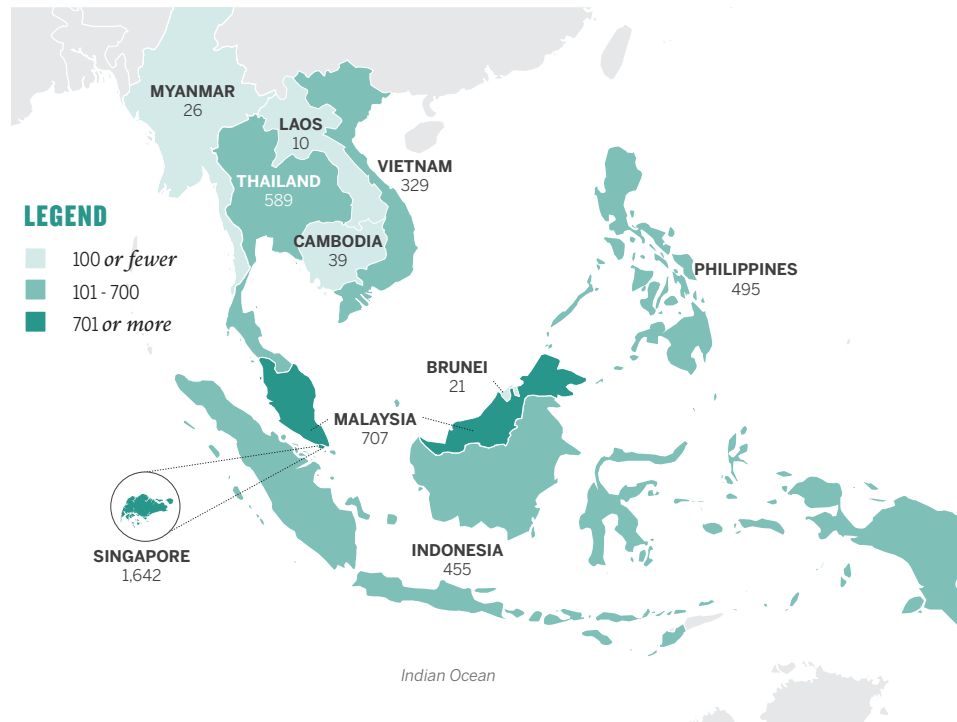 MYANMAR
26
LAOS
10
VIETNAM
329
THAILAND
589
LEGEND
100 or fewer
101 - 700
701 or more
CAMBODIA
39
PHILIPPINES
495
BRUNEI
21
MALAYSIA
707
SINGAPORE
1,642
INDONESIA
455
Indian Ocean